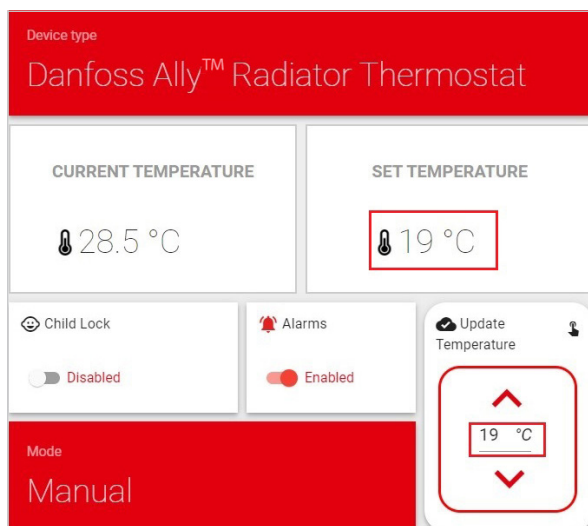 Device type
Danfoss Ally™ Radiator Thermostat
CURRENT TEMPERATURE
SET TEMPERATURE
28.5 °C
19 °C
Child Lock
Disabled
Alarms
Enabled
Update
Temperature
19 °C
Mode
Manual